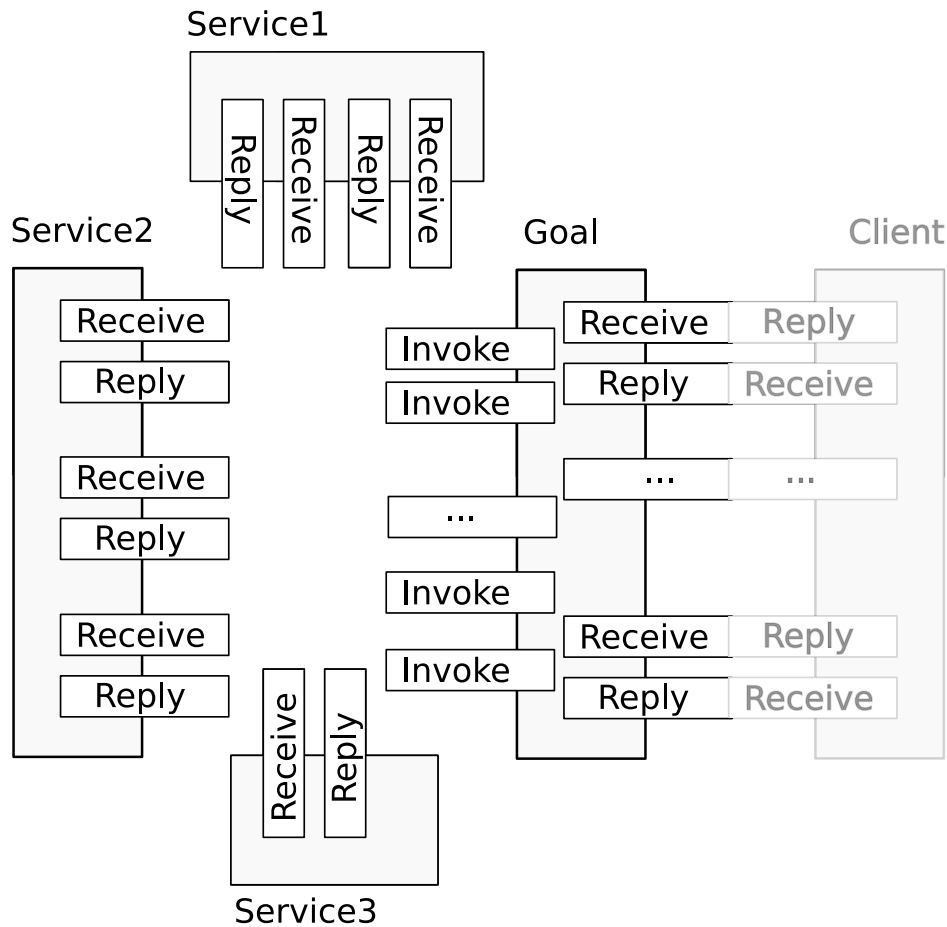 Service1
Reply
Receive
Reply
Receive
Service2
Receive
Reply
Receive
Reply
Receive
Reply
Receive
Reply
Service3
Goal
Invoke
Invoke
...
Invoke
Invoke
Receive
Reply
...
Receive
Reply
Client
Reply
Receive
...
Reply
Receive